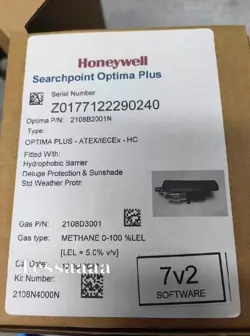 Honeywell
Searchpoint Optima Plus
Serial Number
Z0177122290240
Optima P/N: 2108B2001N
Type:
OPTIMA PLUS - ATEX/IECEx - HC
Fitted With:
Hydrophobic Barrier
Deluge Protection & Sunshade
Std Weather Protn
Gas P/N: 2108D3001
Gas type: METHANE 0-100 %LEL
[LEL = 5.0% v/v]
Cal Date:
Kit Number:
2108N4000N
7v2
SOFTWARE